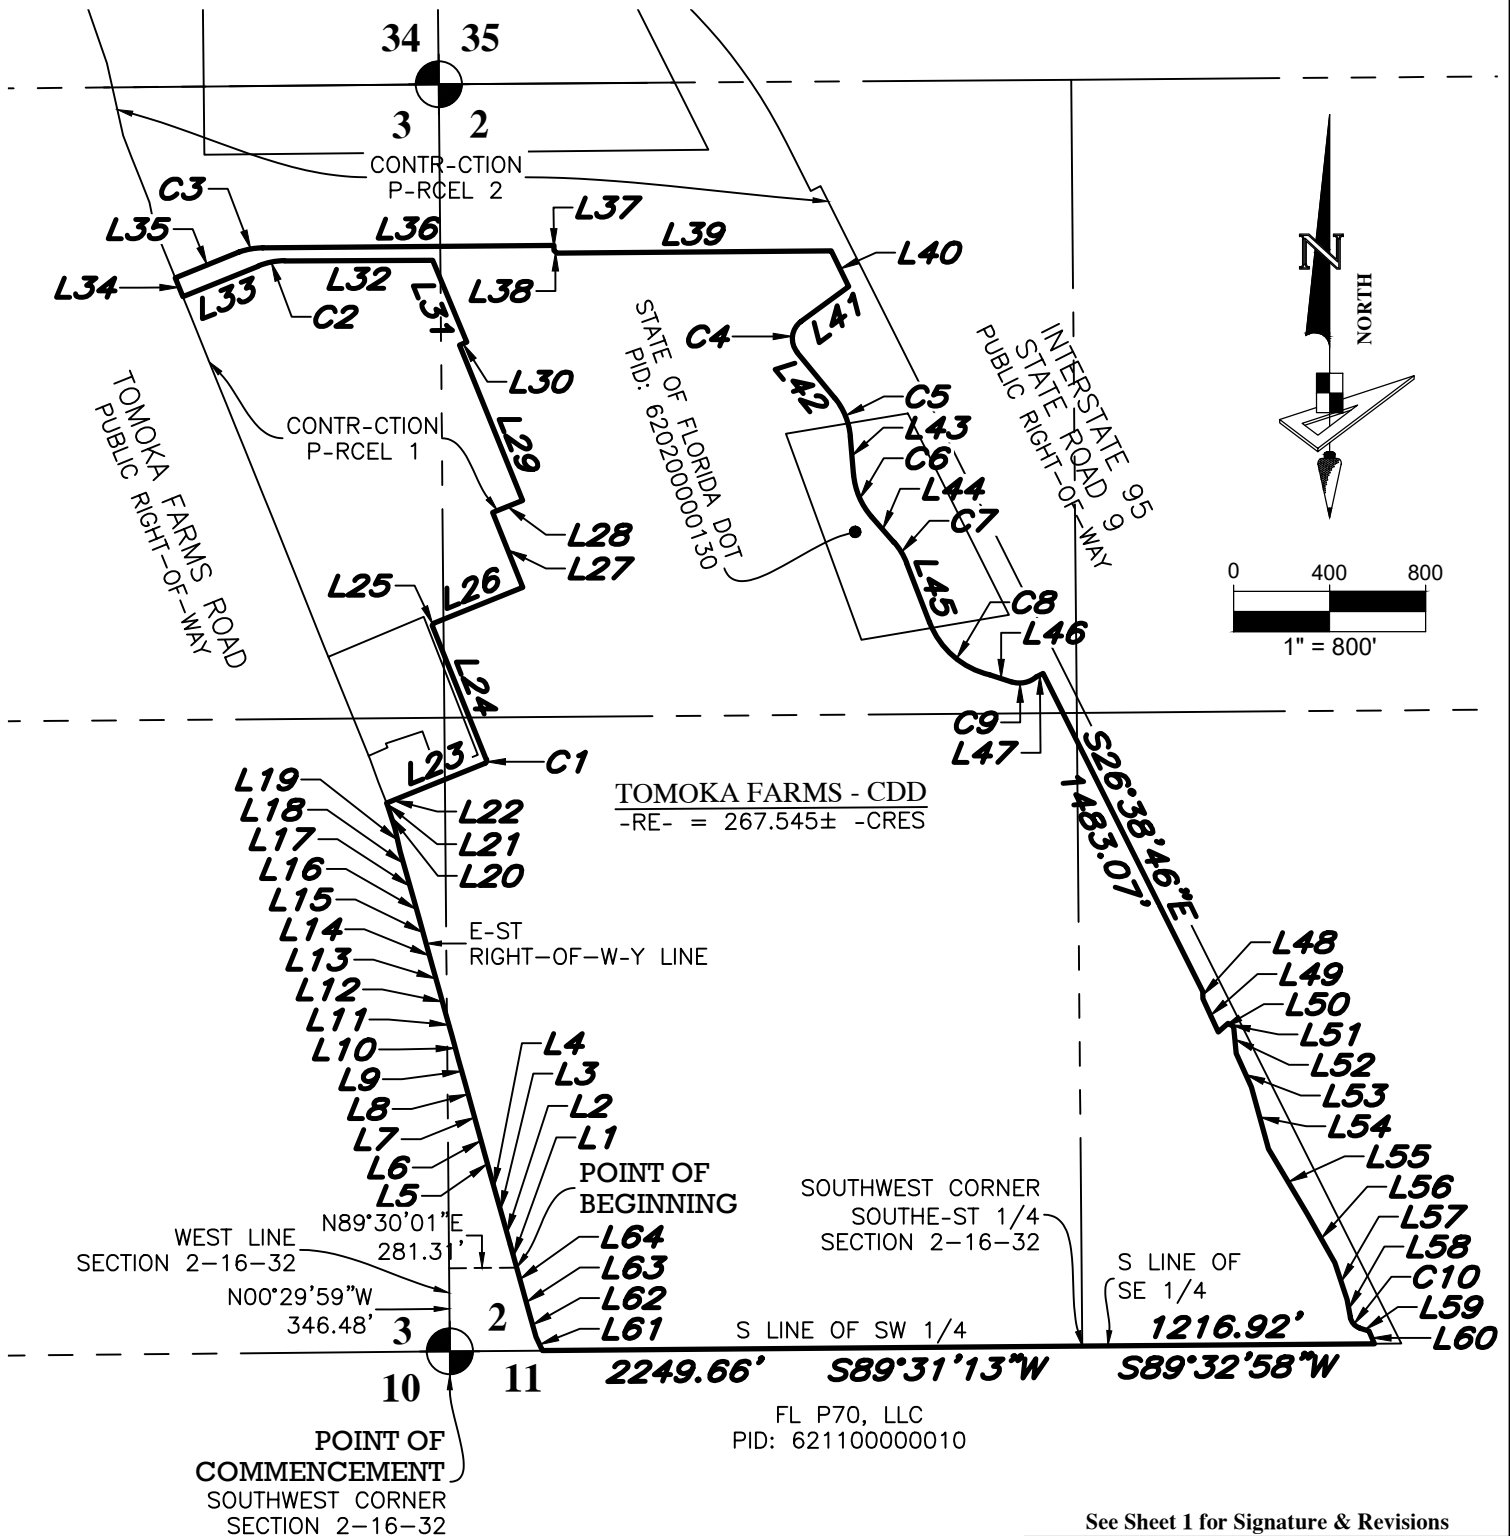 34 35
3 2
CONTR-CTION
P-RCEL 2
C3
L37
L35
L36
L39
L40
L34
L33
L32
L31
L38
C2
L41
C4
NORTH
N
L30
L42
C5
STATE OF FLORIDA DOT
PID: 620200000130
INTERSTATE 95
STATE ROAD 9
PUBLIC RIGHT-OF-WAY
TOMOKA FARMS ROAD
PUBLIC RIGHT-OF-WAY
CONTR-CTION
P-RCEL 1
L29
L43
C6
L44
C7
L28
L27
L25
L26
L45
C8
L46
0 400 800
1" = 800'
L24
C9
L47
L23
C1
S26°38'46"E
1483.07'
TOMOKA FARMS - CDD
-RE- = 267.545± -CRES
L19
L18
L17
L16
L15
L14
L13
L12
L11
L10
L9
L8
L7
L6
L5
L22
L21
L20
E-ST
RIGHT-OF-W-Y LINE
L4
L3
L2
L1
POINT OF
BEGINNING
L48
L49
L50
L51
L52
L53
L54
L55
L56
L57
L58
C10
L59
L60
N89°30'01"E
281.31'
WEST LINE
SECTION 2-16-32
N00°29'59"W
346.48'
L64
L63
L62
L61
SOUTHWEST CORNER
SOUTHE-ST 1/4
SECTION 2-16-32
S LINE OF
SE 1/4
3 2
S LINE OF SW 1/4
1216.92'
10 11
2249.66' S89°31'13"W S89°32'58"W
FL P70, LLC
PID: 621100000010
POINT OF
COMMENCEMENT
SOUTHWEST CORNER
SECTION 2-16-32
See Sheet 1 for Signature & Revisions